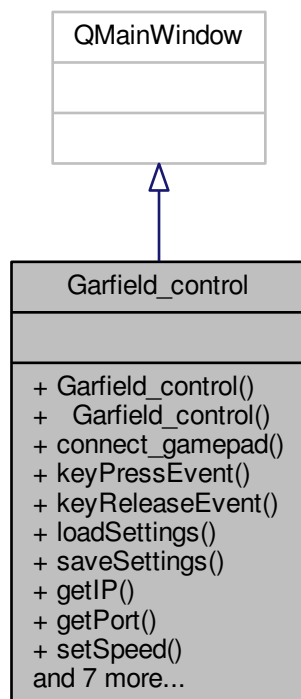 QMainWindow
Garfield_control
+ Garfield_control()
+   Garfield_control()
+ connect_gamepad()
+ keyPressEvent()
+ keyReleaseEvent()
+ loadSettings()
+ saveSettings()
+ getIP()
+ getPort()
+ setSpeed()
and 7 more...